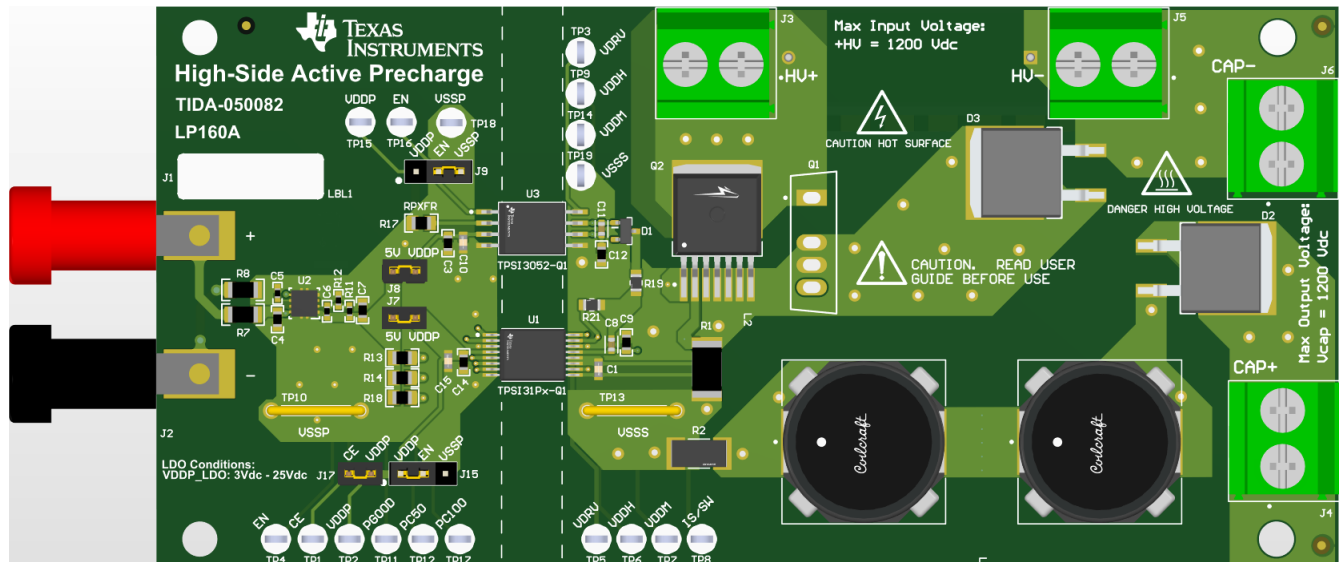 TEXAS
INSTRUMENTS
High-Side Active Precharge
TIDA-050082
LP160A
J1
LBL1
VDDP
EN
VSSP
TP15
TP16
TP18
VDDP
EN
VSSP
J9
TP3
VDRV
TP9
VDDH
TP14
VDDM
TP19
VSSS
J3
HV+
Max Input Voltage:
+HV = 1200 Vdc
J5
HV-
CAP-
J6
CAUTION HOT SURFACE
D3
DANGER HIGH VOLTAGE
D2
Q2
Q1
CAUTION. READ USER
GUIDE BEFORE USE
Max Output Voltage:
Vcap = 1200 Vdc
+
-
RPXFR
R17
C3
C10
U3
TPSI3052-Q1
C11
C12
D1
R19
5V VDDP
J8
J7
5V VDDP
R8
R7
C5
C4
U2
C6
R12
R11
C7
U1
TPSI31Px-Q1
R21
C8
C9
C1
R1
L2
R13
R14
R18
C15
C14
TP10
VSSP
TP13
VSSS
R2
Coilcraft
Coilcraft
CAP+
J4
J2
LDO Conditions:
VDDP_LDO: 3Vdc - 25Vdc
J17
CE
VDDP
VDDP
EN
VSSP
J15
EN
CE
VDDP
PGOOD
PC50
PC100
TP4
TP1
TP2
TP11
TP12
TP17
VDRV
VDDH
VDDM
IS/SW
TP5
TP6
TP7
TP8